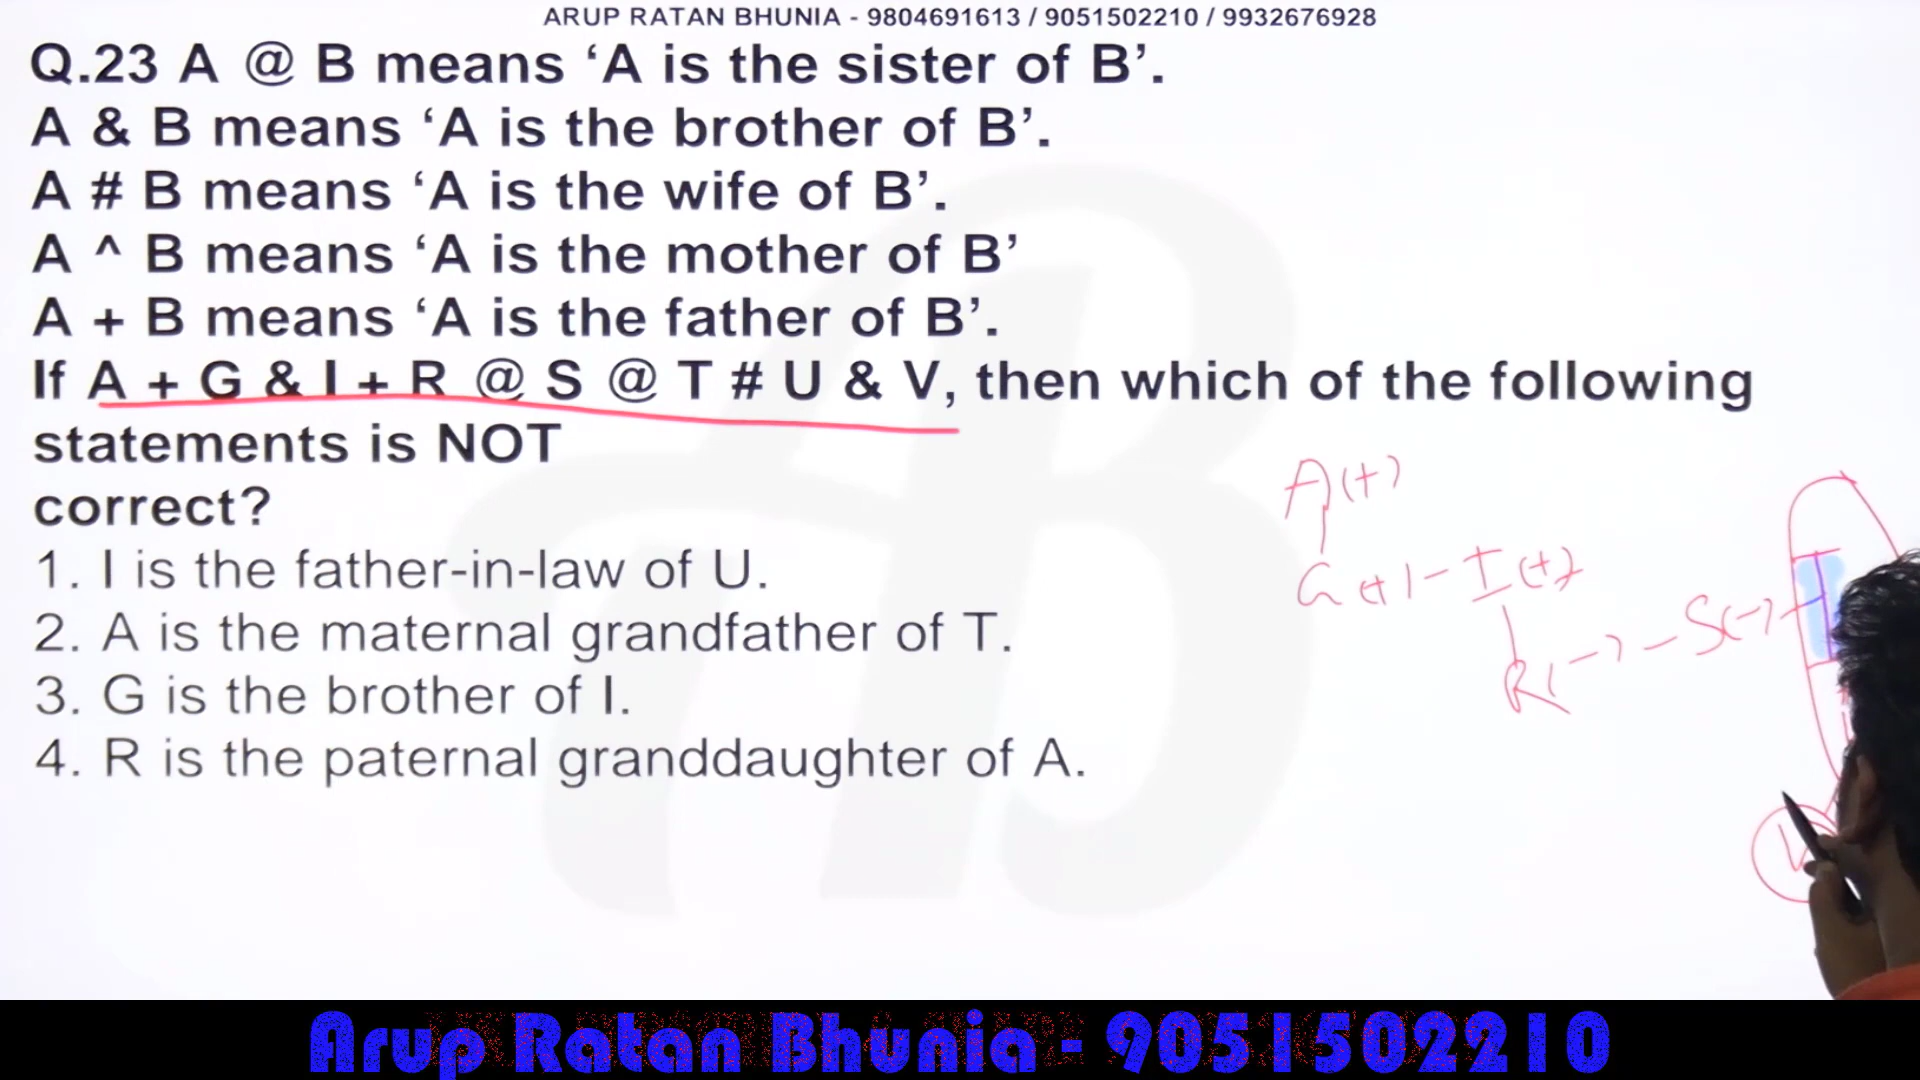 ARUP RATAN BHUNIA - 9804691613 / 9051502210 / 9932676928
Q.23 A @ B means ‘A is the sister of B’.
A & B means ‘A is the brother of B’.
A # B means ‘A is the wife of B’.
A ^ B means ‘A is the mother of B’
A + B means ‘A is the father of B’.
If A + G & I + R @ S @ T # U & V, then which of the following
statements is NOT
correct?
1. I is the father-in-law of U.
2. A is the maternal grandfather of T.
3. G is the brother of I.
4. R is the paternal granddaughter of A.
A(+)
G(+)-I(+)
R(-)-S(-)-
Arup Ratan Bhunia - 9051502210